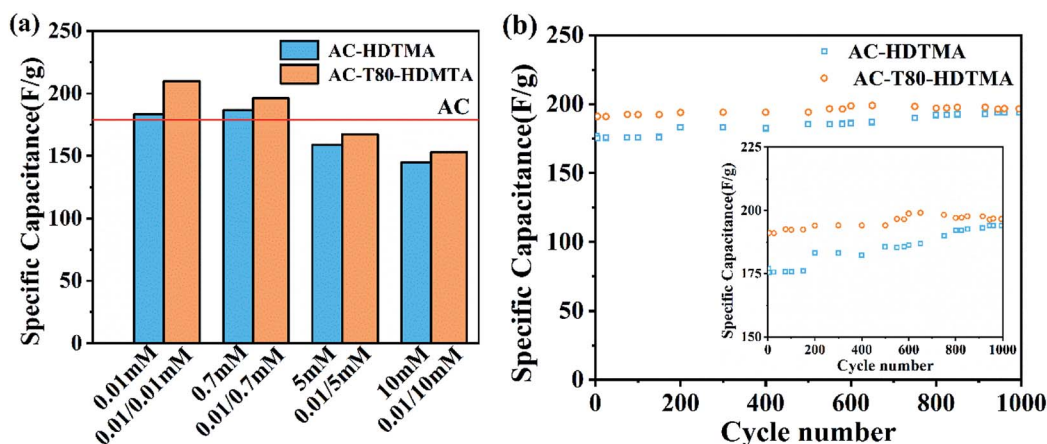 (a)
250
200
150
100
50
0
Specific Capacitance(F/g)
AC-HDTMA
AC-T80-HDMTA
AC
0.01mM
0.01/0.01mM
0.7mM
0.01/0.7mM
5mM
0.01/5mM
10mM
0.01/10mM
(b)
250
200
150
100
50
0
Specific Capacitance(F/g)
AC-HDTMA
AC-T80-HDTMA
225
200
175
150
Specific Capacitance(F/g)
0 200 400 600 800 1000
Cycle number
0 200 400 600 800 1000
Cycle number